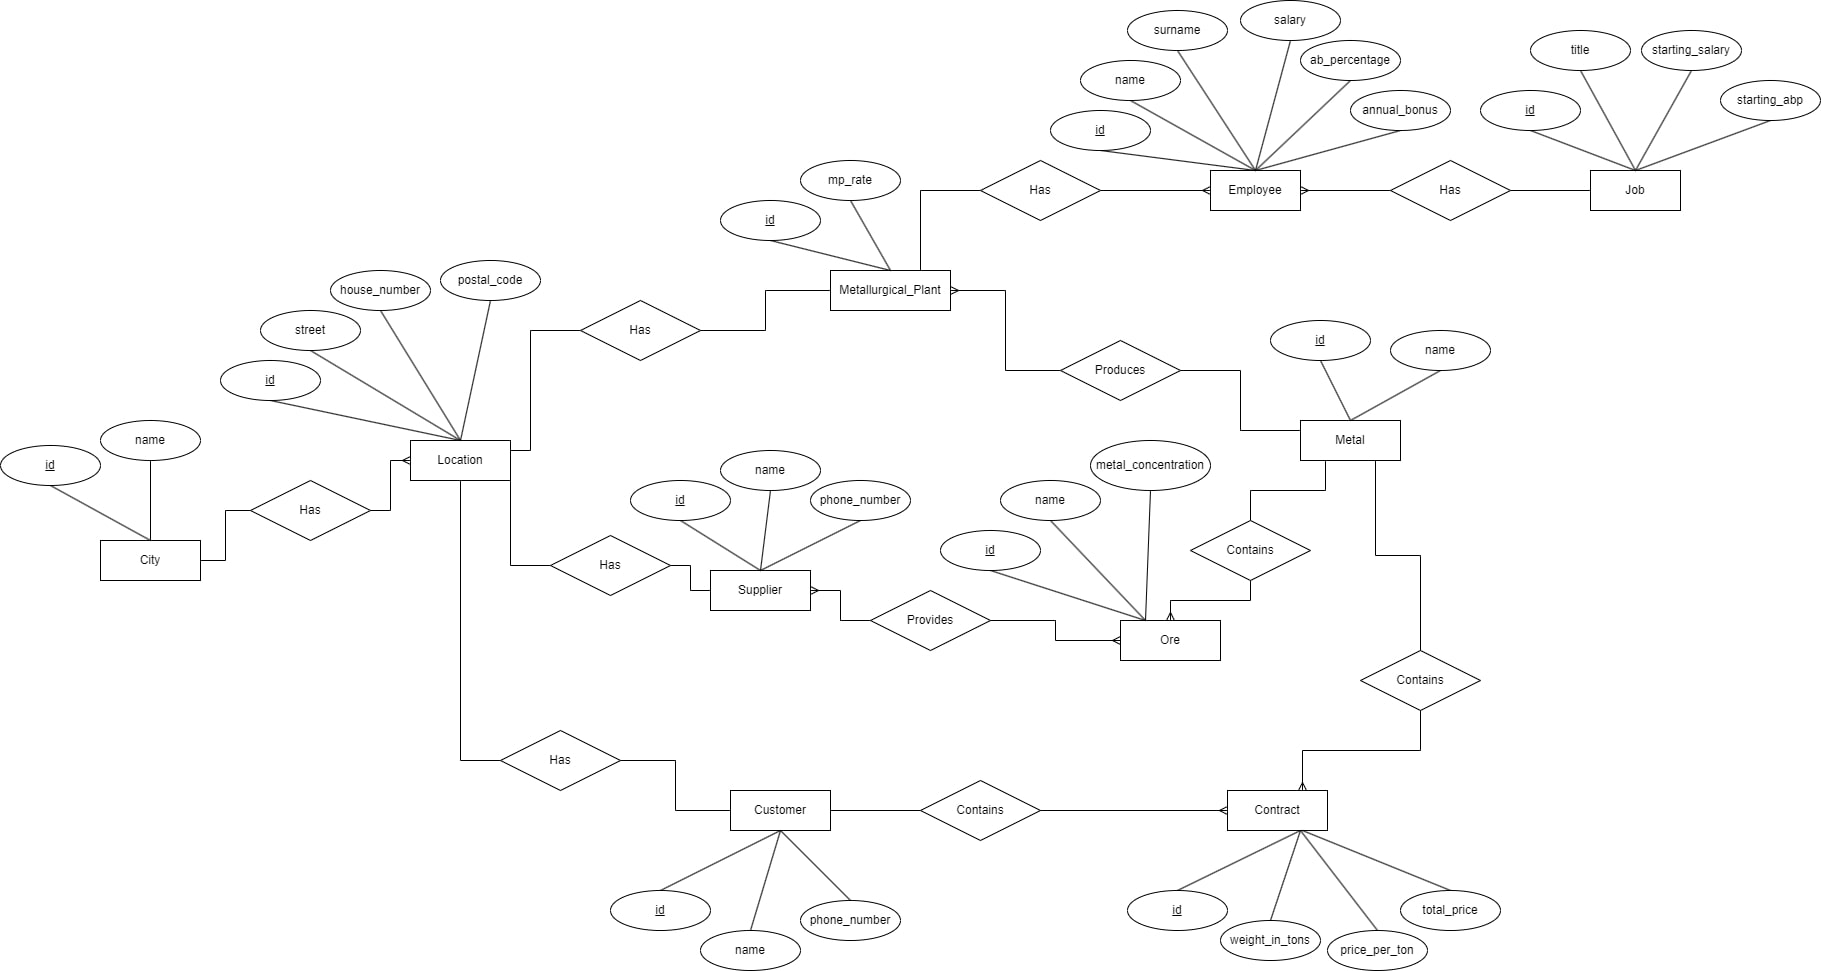 salary
surname
title
starting_salary
ab_percentage
name
starting_abp
annual_bonus
id
id
mp_rate
Has
Employee
Has
Job
id
postal_code
house_number
Metallurgical_Plant
street
Has
id
name
Produces
id
name
Metal
id
name
Location
metal_concentration
name
id
name
phone_number
Has
id
Contains
City
Has
Supplier
Provides
Ore
Contains
Has
Customer
Contains
Contract
id
name
phone_number
id
weight_in_tons
price_per_ton
total_price